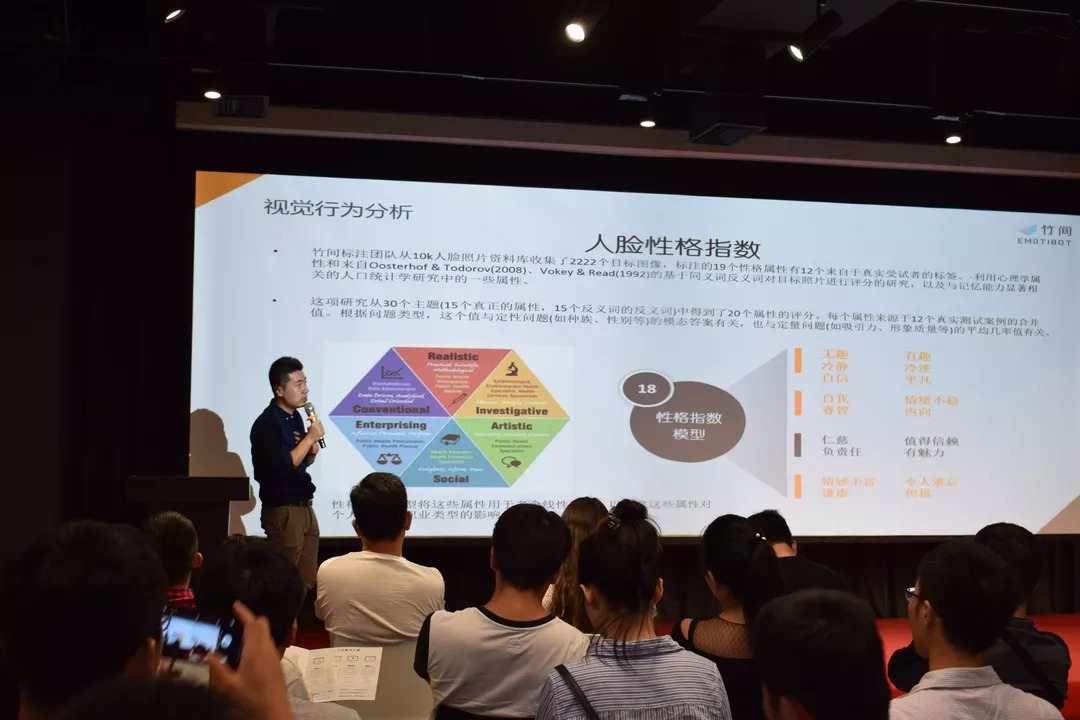 视觉行为分析
竹间
EMOTIBOT
人脸性格指数
• 竹间标注团队从10k人脸照片资料库收集了2222个目标图像，标注的19个性格属性有12个来自于真实受试者的标签。-利用心理学属
性和来自Oosterhof & Todorov(2008)、Vokey & Read(1992)的基于同义词反义词对目标照片进行评分的研究，以及与记忆能力显著相
关的人口统计学研究中的一些属性。
• 这项研究从30个主题(15个真正的属性，15个反义词的反义词)中得到了20个属性的评分。每个属性来源于12个真实测试案例的合并
值。根据问题类型，这个值与定性问题(如种族、性别等)的模态答案有关，也与定量问题(如吸引力、形象质量等)的平均几率值有关、
Realistic
Practical, Scientific,
Methodological
Conventional
Investigative
Enterprising
Artistic
Social
18
性格指数
模型
无趣 有趣
冷静 冷淡
自信 平凡
自我 情绪不稳
睿智 内向
仁慈 值得信赖
负责任 有魅力
情感丰富 令人难忘
谦虚 积极
性格
型将这些属性用于
线性
这些属性对
个人
职业类型的影响